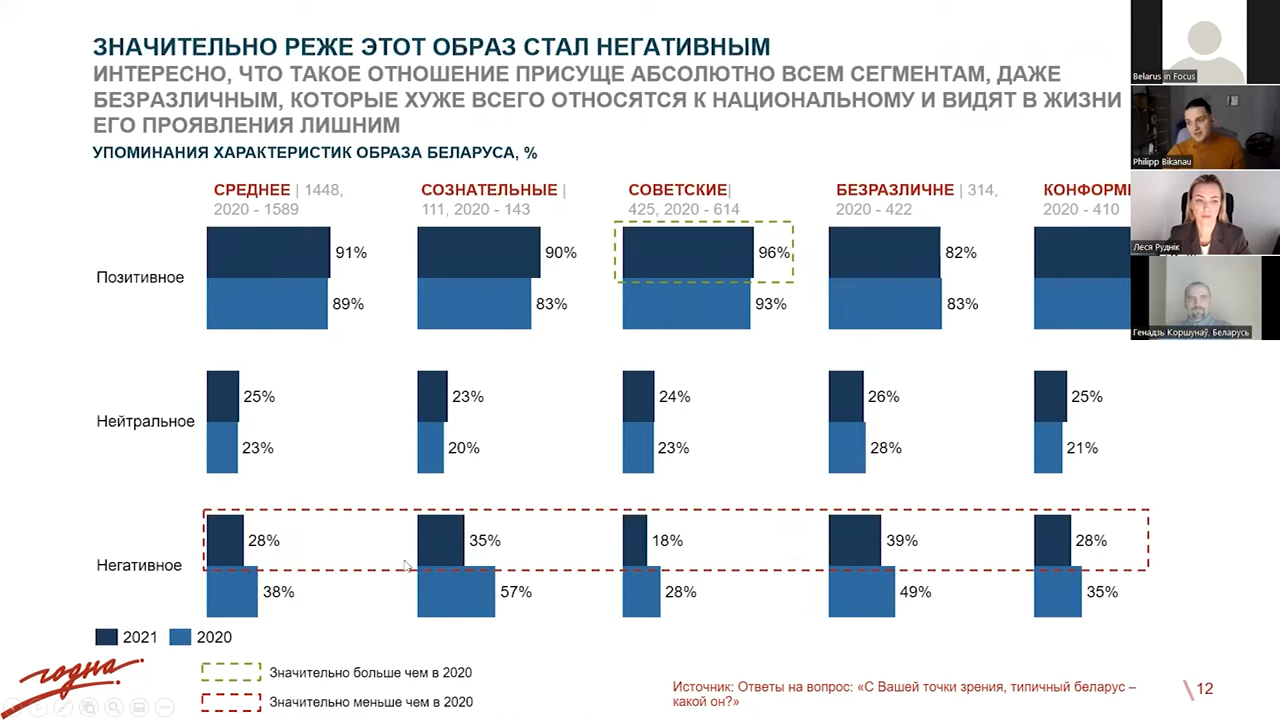 ЗНАЧИТЕЛЬНО РЕЖЕ ЭТОТ ОБРАЗ СТАЛ НЕГАТИВНЫМ
ИНТЕРЕСНО, ЧТО ТАКОЕ ОТНОШЕНИЕ ПРИСУЩЕ АБСОЛЮТНО ВСЕМ СЕГМЕНТАМ, ДАЖЕ
БЕЗРАЗЛИЧНЫМ, КОТОРЫЕ ХУЖЕ ВСЕГО ОТНОСЯТСЯ К НАЦИОНАЛЬНОМУ И ВИДЯТ В ЖИЗНИ
ЕГО ПРОЯВЛЕНИЯ ЛИШНИМ
УПОМИНАНИЯ ХАРАКТЕРИСТИК ОБРАЗА БЕЛАРУСА, %
СРЕДНЕЕ | 1448,
2020 - 1589
СОЗНАТЕЛЬНЫЕ |
111, 2020 - 143
СОВЕТСКИЕ|
425, 2020 - 614
БЕЗРАЗЛИЧНЕ | 314,
2020 - 422
КОНФОРМ
2020 - 410
Позитивное
91%
90%
96%
82%
89%
83%
93%
83%
Нейтральное
25%
23%
24%
26%
25%
23%
20%
23%
28%
21%
Негативное
28%
35%
18%
39%
28%
38%
57%
28%
49%
35%
2021
2020
Значительно больше чем в 2020
Значительно меньше чем в 2020
годна
Источник: Ответы на вопрос: «С Вашей точки зрения, типичный беларус –
какой он?»
12
Belarus in Focus
Philipp Bikanau
Леся Руднік
Генадзь Коршунаў, Беларусь